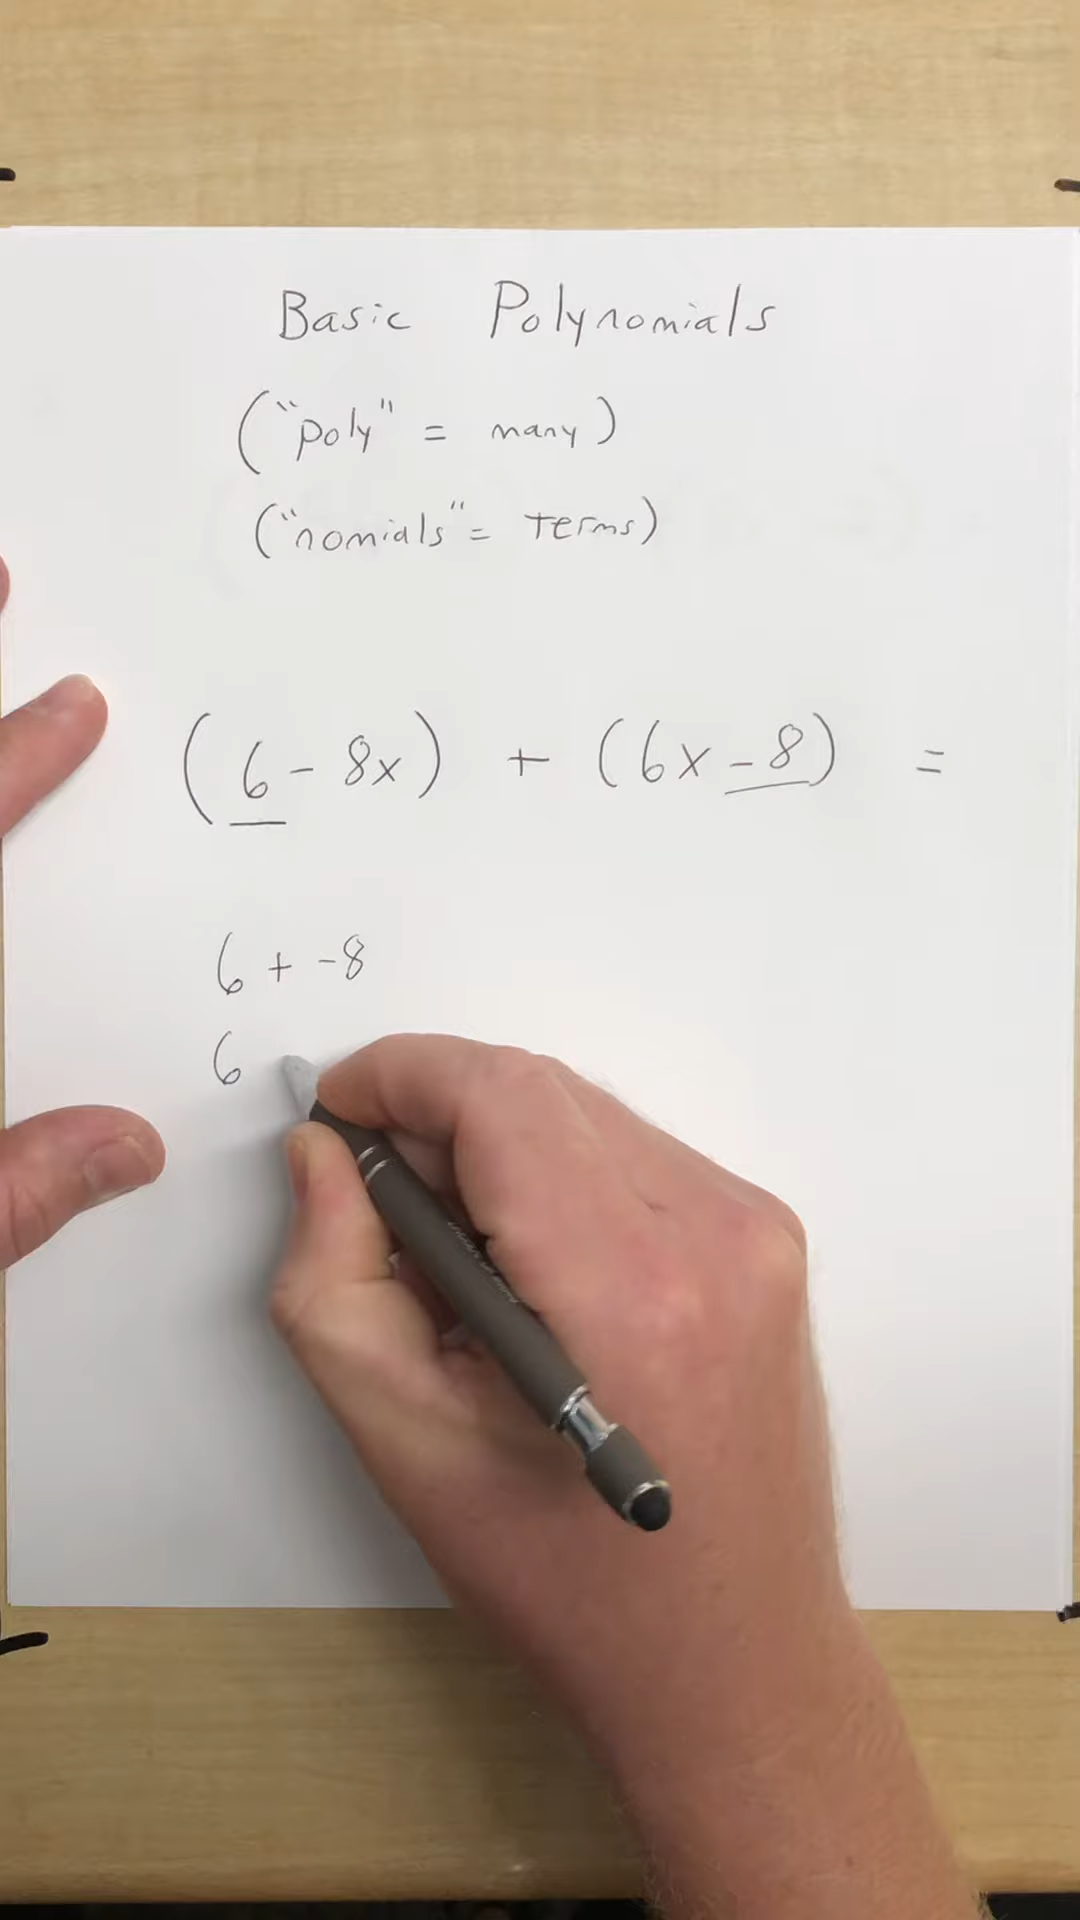 Basic Polynomials
("poly" = many)
("nomials" = terms)
(6 - 8x) + (6x - 8) =
6 + -8
6